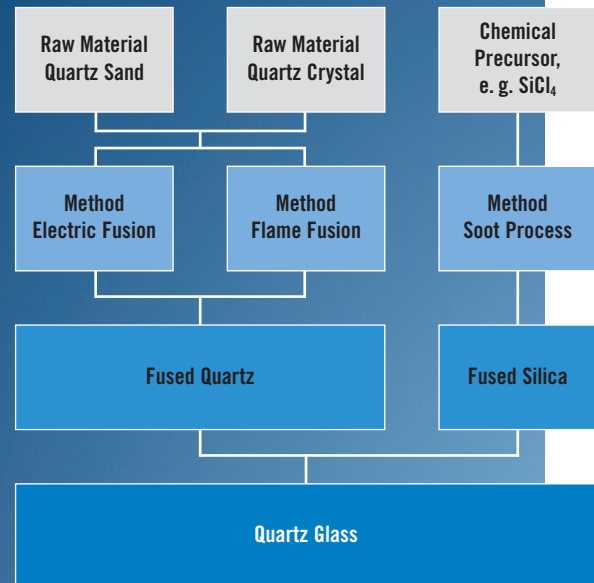 Raw Material
Quartz Sand
Raw Material
Quartz Crystal
Chemical
Precursor,
e. g. SiCl₄
Method
Electric Fusion
Method
Flame Fusion
Method
Soot Process
Fused Quartz
Fused Silica
Quartz Glass